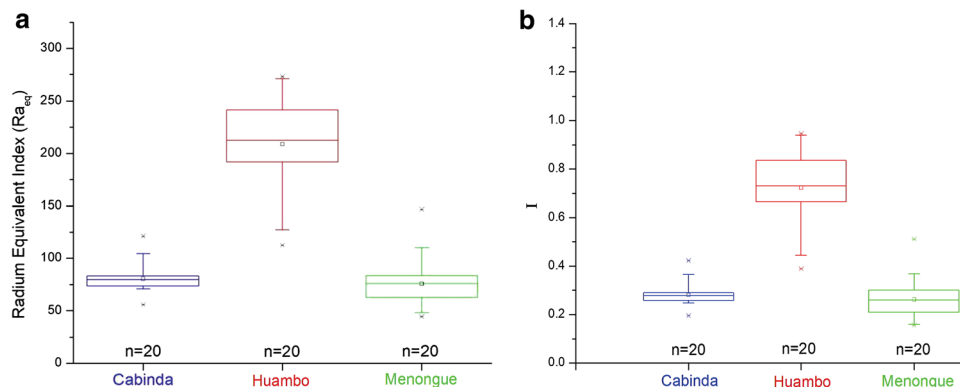 a
Radium Equivalent Index (Ra_eq)
300
250
200
150
100
50
0
n=20 n=20 n=20
Cabinda Huambo Menongue
b
I
1.4
1.2
1.0
0.8
0.6
0.4
0.2
0.0
n=20 n=20 n=20
Cabinda Huambo Menongue